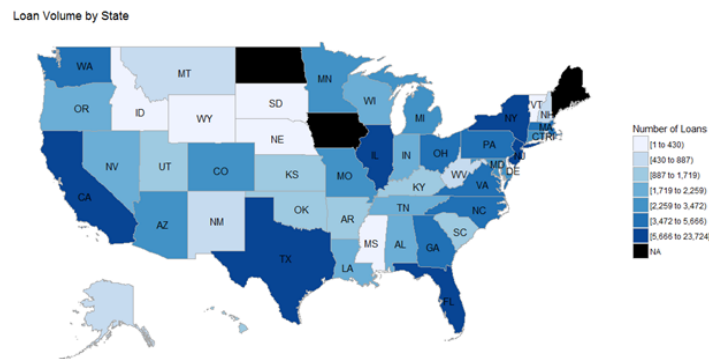 Loan Volume by State
WA
MT
MN
VT
NH
OR
ID
SD
WI
MI
NY
MA
WY
CTRI
NE
PA
NJ
NV
UT
IL
IN
OH
MD
DE
CO
WV
CA
KS
MO
KY
VA
AZ
NM
OK
AR
TN
NC
SC
MS
AL
GA
TX
LA
FL
Number of Loans
[1 to 430)
[430 to 887)
[887 to 1,719)
[1,719 to 2,259)
[2,259 to 3,472)
[3,472 to 5,666)
[5,666 to 23,724]
NA